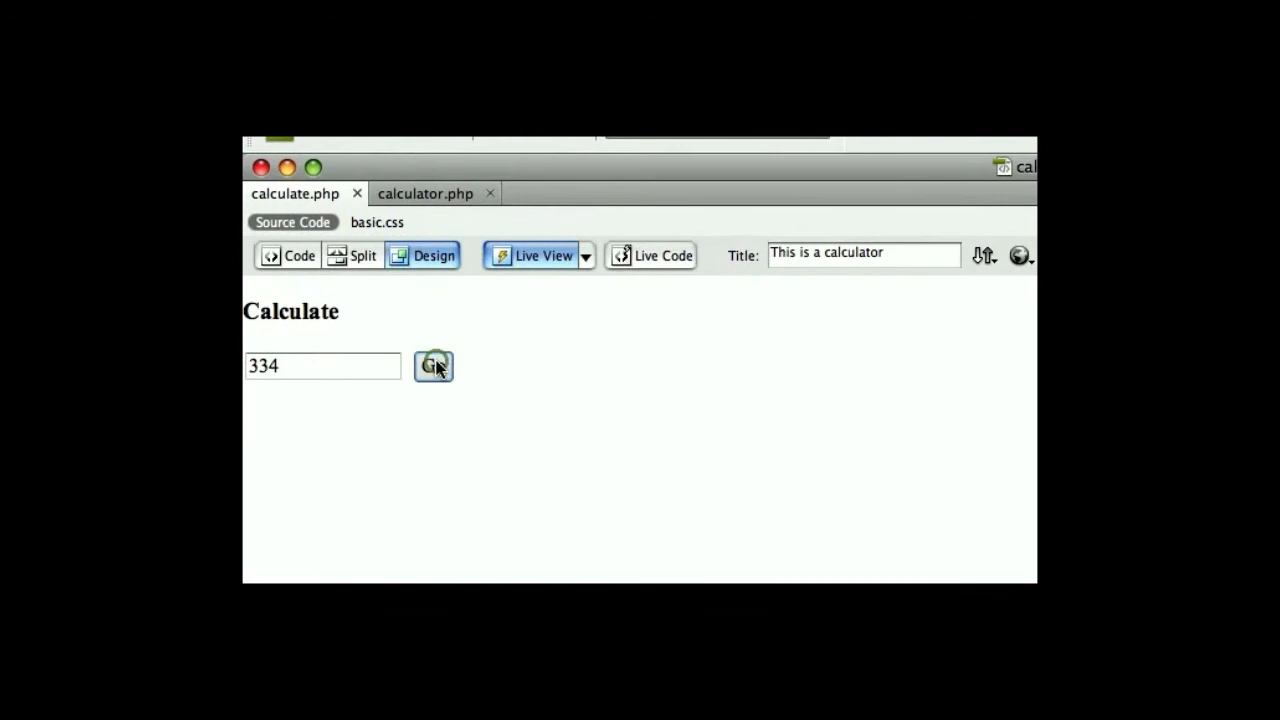 cal
calculate.php calculator.php
Source Code basic.css
Code Split Design Live View Live Code Title: This is a calculator
Calculate
334